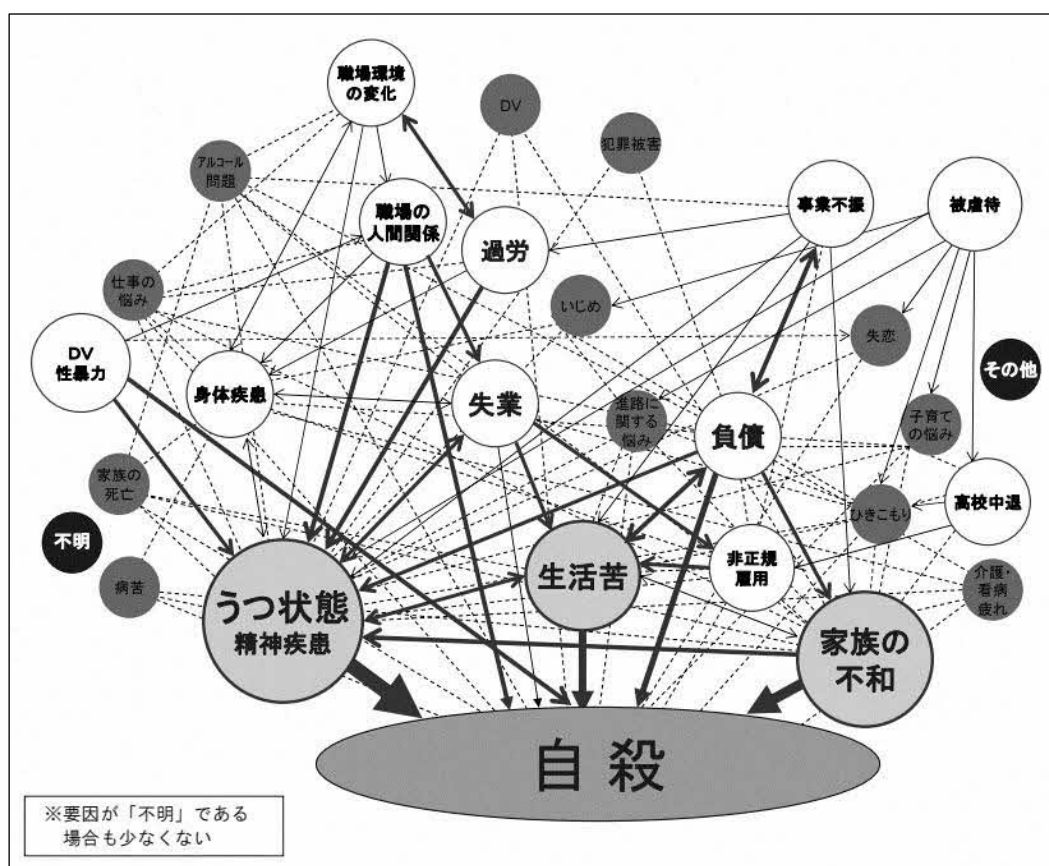 職場環境
の変化
DV
犯罪被害
アルコール
問題
職場の
人間関係
過労
事業不振
被虐待
仕事の
悩み
いじめ
失恋
DV
性暴力
身体疾患
失業
進路に
関する
悩み
負債
子育て
の悩み
その他
家族の
死亡
ひきこもり
高校中退
不明
病苦
うつ状態
精神疾患
生活苦
非正規
雇用
介護・
看病
疲れ
家族の
不和
自殺
※要因が「不明」である
場合も少なくない